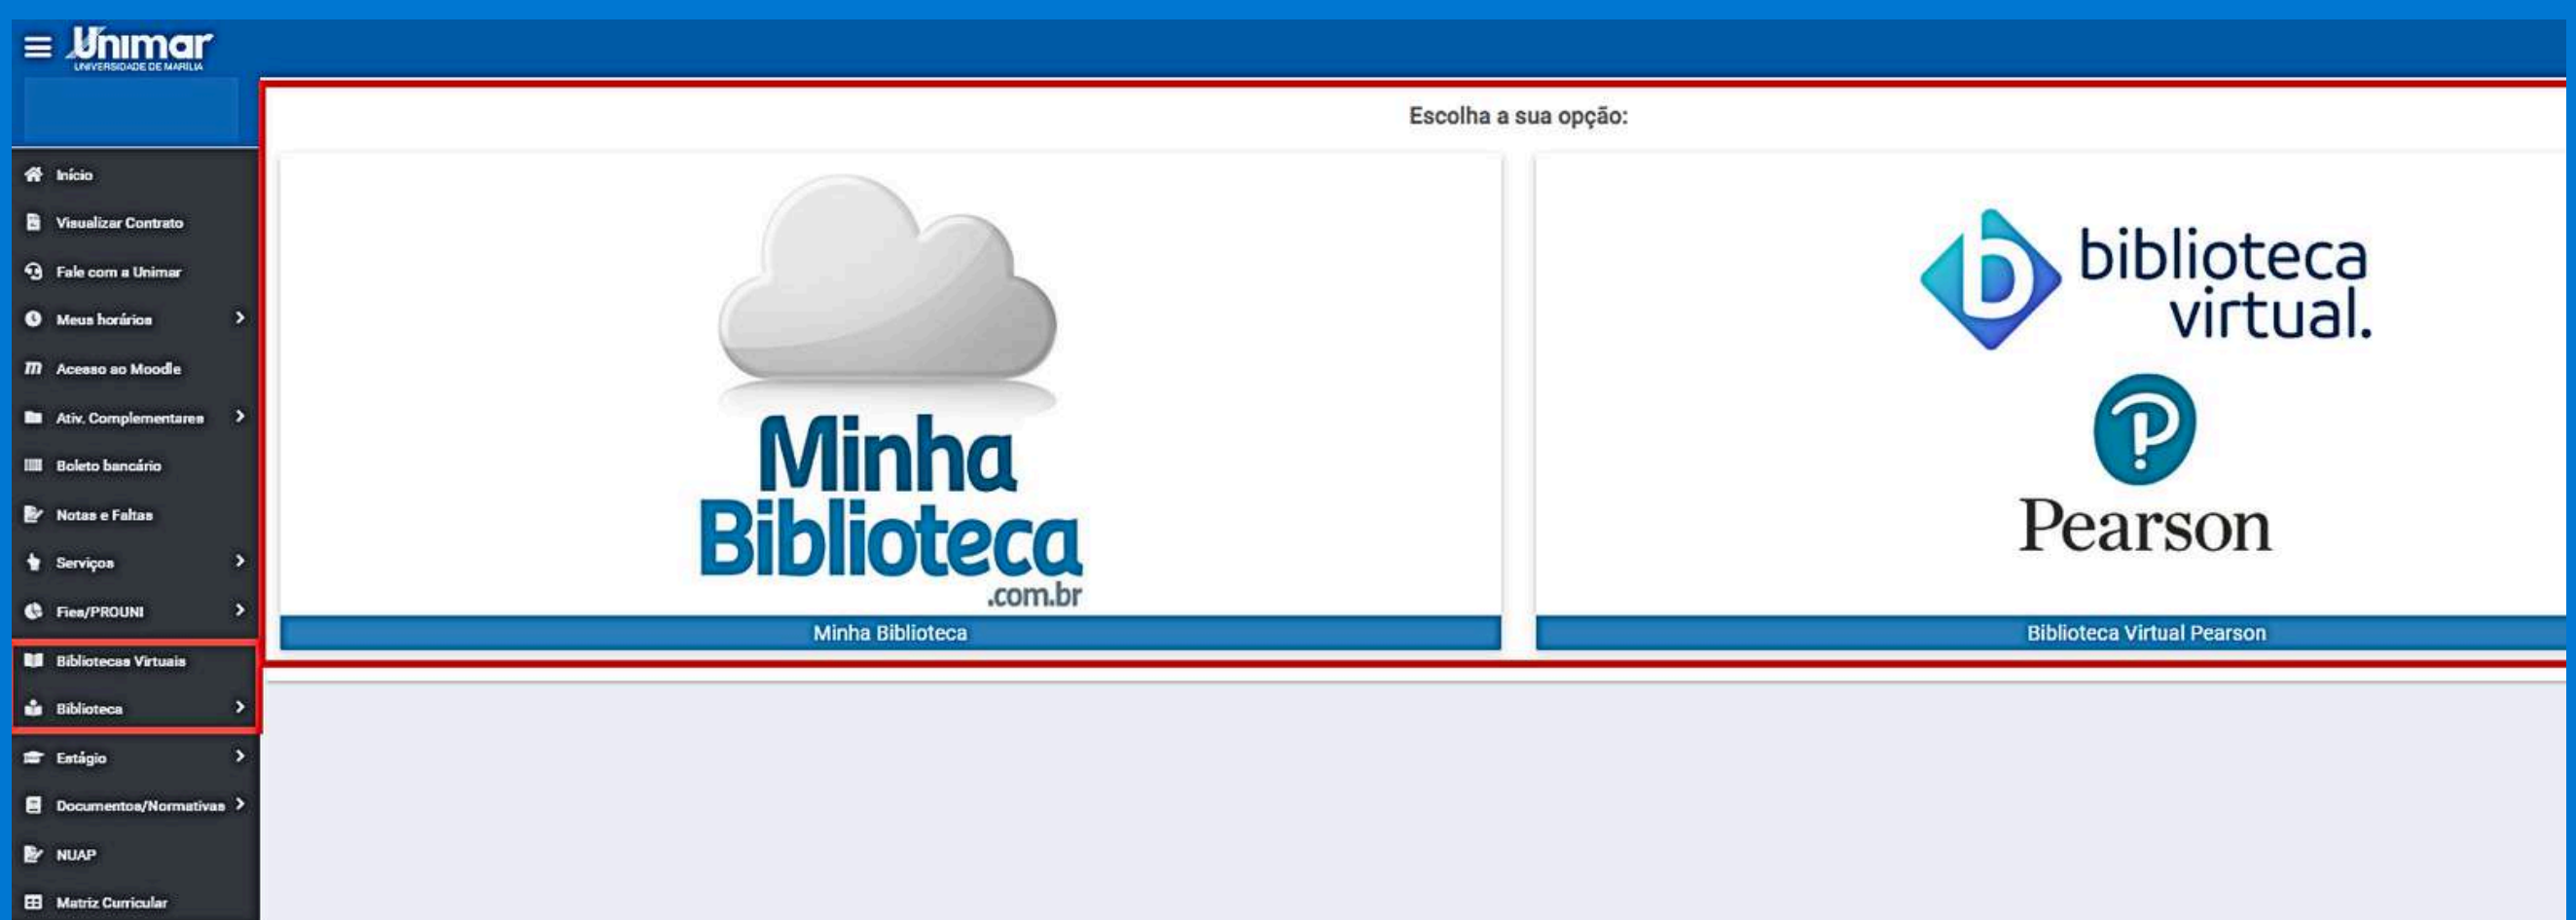 Unimar
UNIVERSIDADE DE MARÍLIA
Escolha a sua opção:
Início
Visualizar Contrato
Fale com a Unimar
Meus horários
m Acesso ao Moodle
Ativ. Complementares
Boleto bancário
Notas e Faltas
Serviços
Fies/PROUNI
Bibliotecas Virtuais
Biblioteca
Estágio
Documentos/Normativas
NUAP
Matriz Curricular
Minha
Biblioteca
.com.br
Minha Biblioteca
b biblioteca
virtual.
P
Pearson
Biblioteca Virtual Pearson